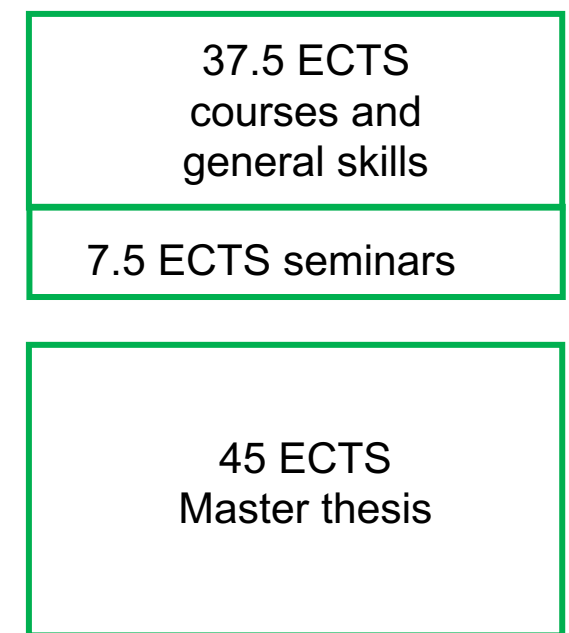 37.5 ECTS
courses and
general skills
7.5 ECTS seminars
45 ECTS
Master thesis